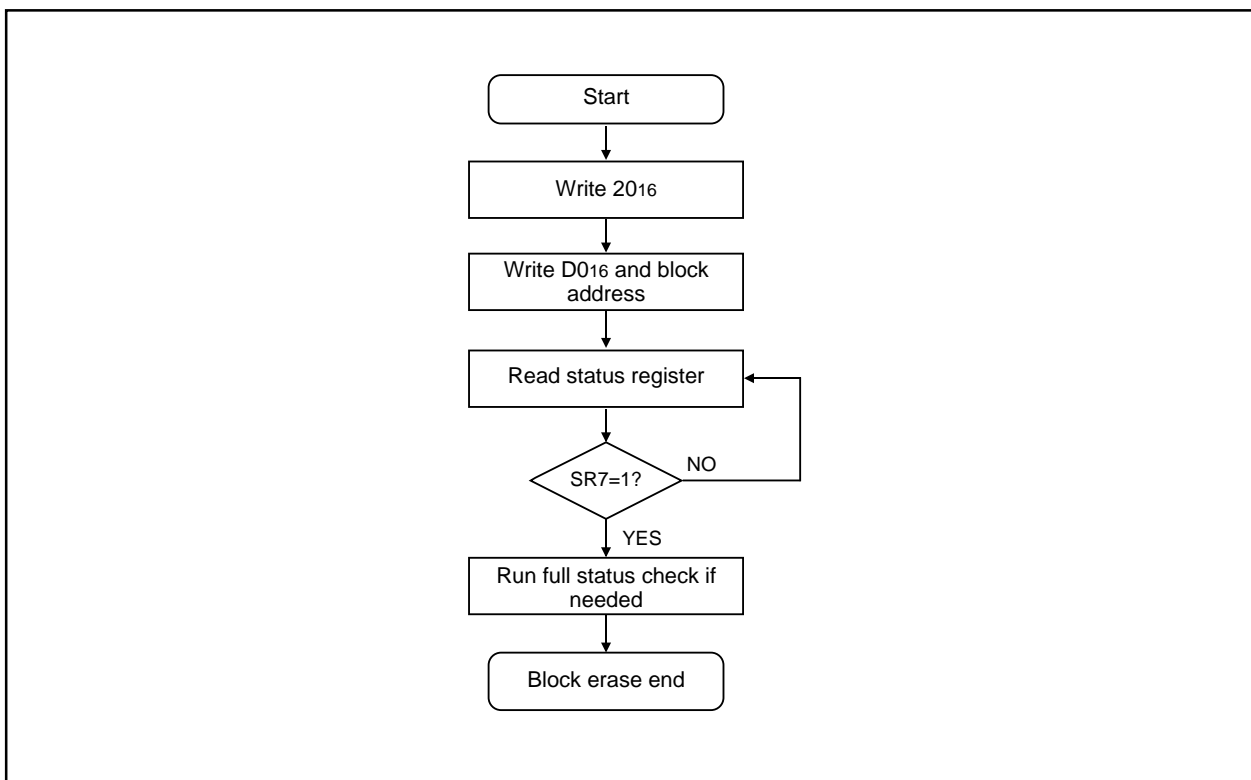 Start
Write 2016
Write D016 and block
address
Read status register
SR7=1?
NO
YES
Run full status check if
needed
Block erase end